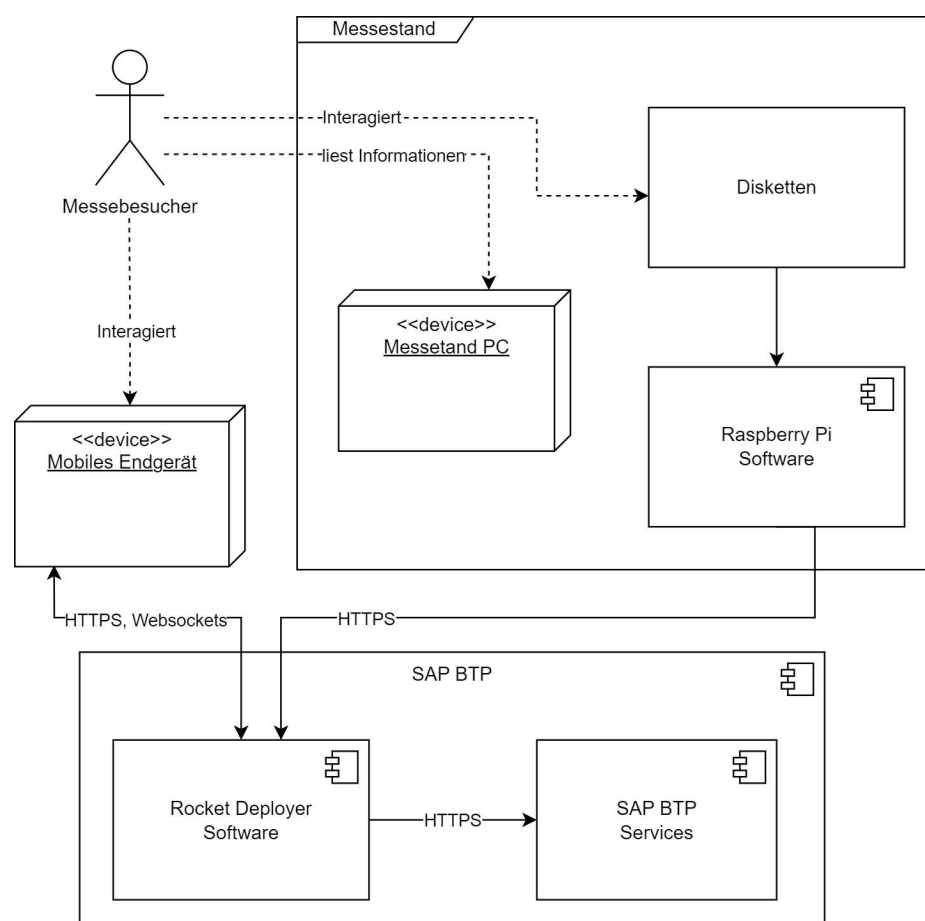 Messestand
Interagiert
liest Informationen
Disketten
Messebesucher
<<device>>
Messetand PC
Interagiert
<<device>>
Mobiles Endgerät
Raspberry Pi
Software
HTTPS, Websockets
HTTPS
SAP BTP
Rocket Deployer
Software
HTTPS
SAP BTP
Services